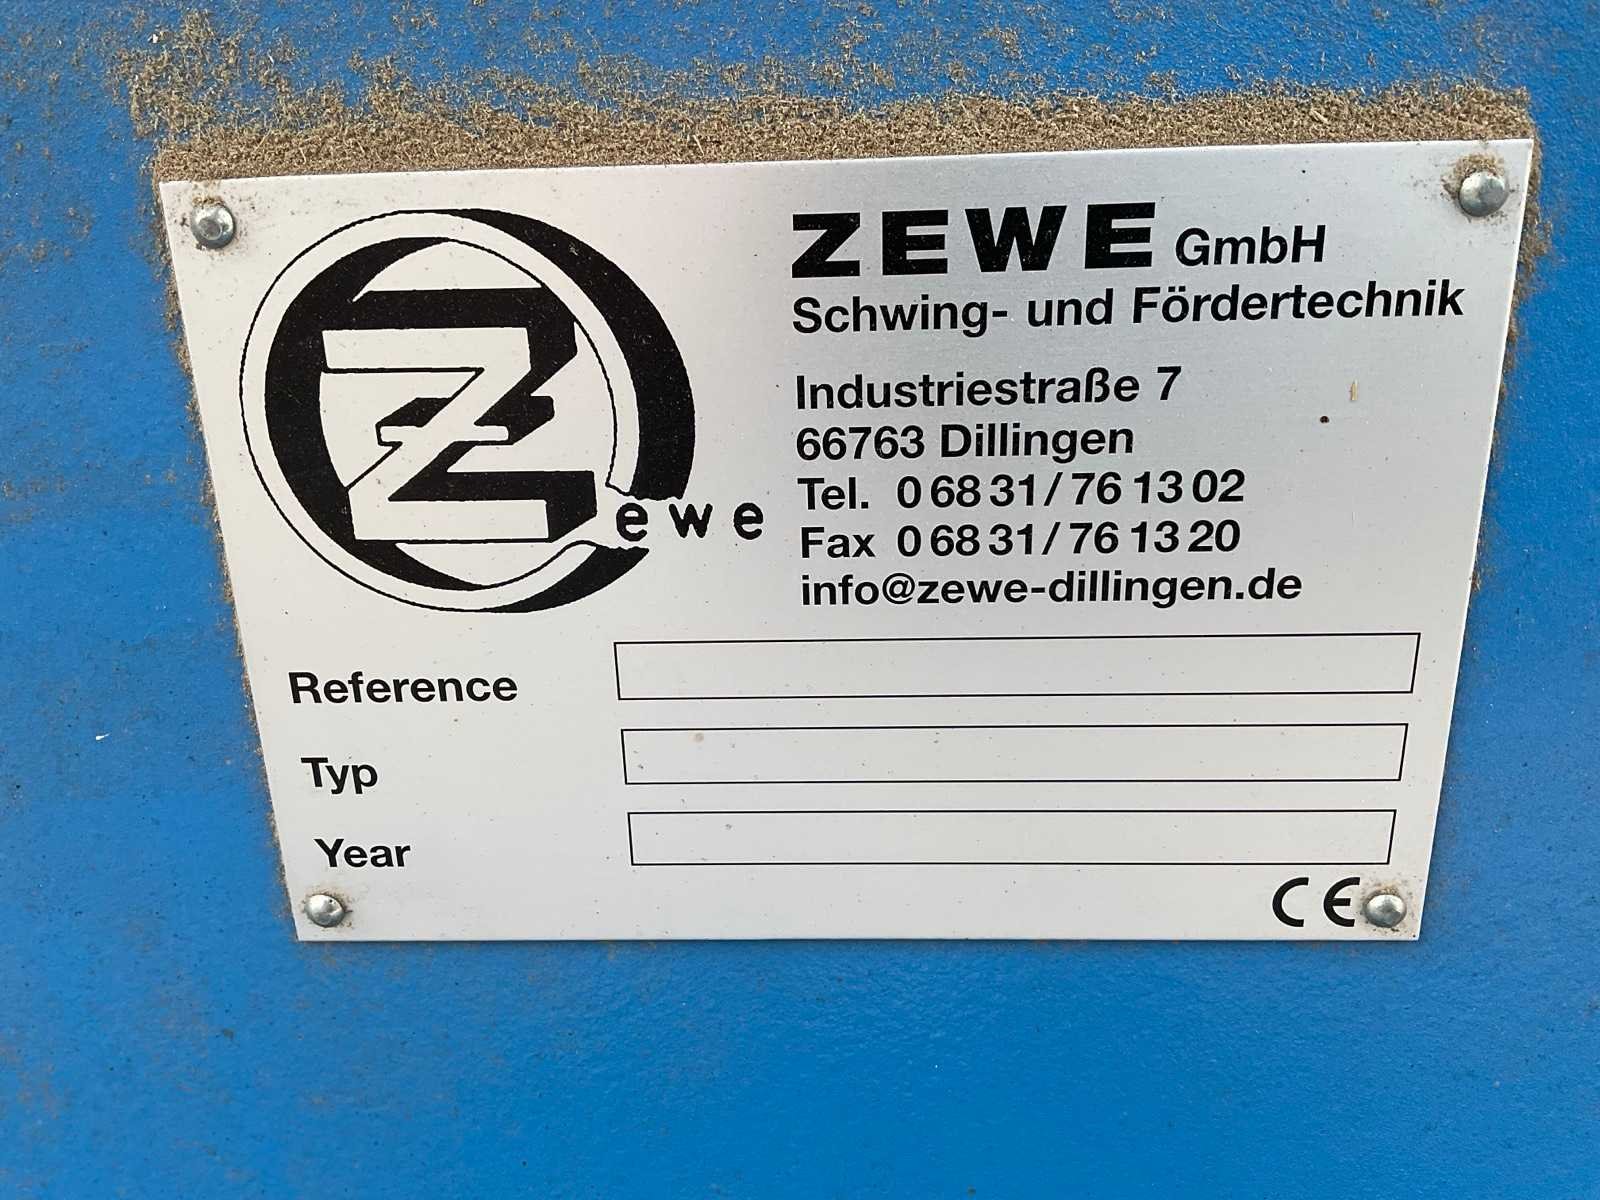 Zewe
ZEWE GmbH
Schwing- und Fördertechnik
Industriestraße 7
66763 Dillingen
Tel. 0 68 31/76 13 02
Fax 0 68 31/76 13 20
info@zewe-dillingen.de
Reference
Typ
Year
CE